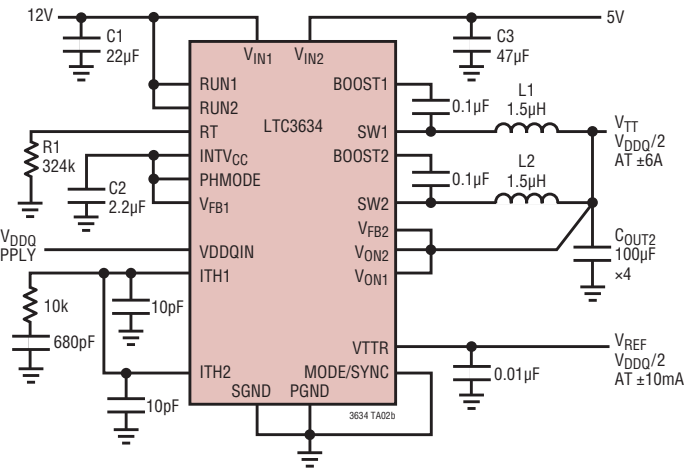 12V
5V
C1
22µF
C3
47µF
VIN1
VIN2
RUN1
BOOST1
RUN2
0.1µF
L1
1.5µH
LTC3634
RT
SW1
VTT
VDDQ/2
AT ±6A
R1
324k
INTVCC
BOOST2
PHMODE
C2
2.2µF
0.1µF
L2
1.5µH
VFB1
SW2
VFB2
VDDQ
PPLY
VDDQIN
VON2
COUT2
100µF
×4
ITH1
VON1
10k
10pF
680pF
VTTR
VREF
VDDQ/2
AT ±10mA
ITH2
MODE/SYNC
0.01µF
SGND
PGND
10pF
3634 TA02b